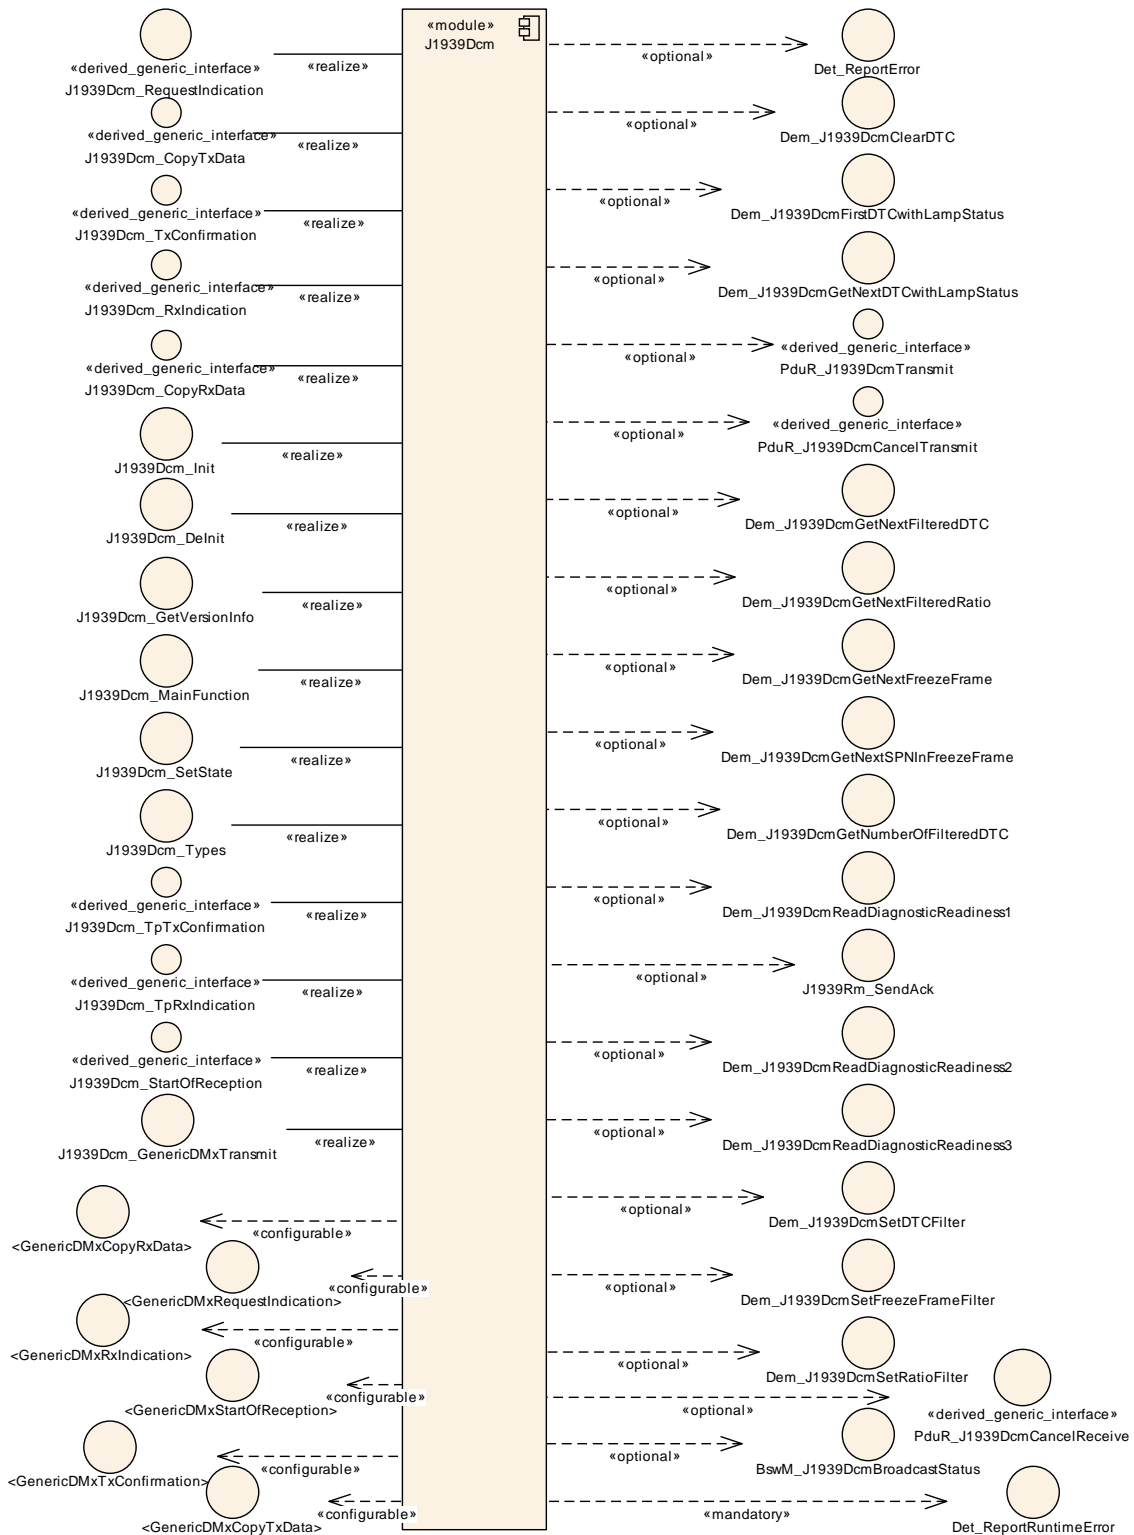 «module»
J1939Dcm
«derived_generic_interface»
J1939Dcm_RequestIndication
«realize»
«derived_generic_interface»
J1939Dcm_CopyTxData
«realize»
«derived_generic_interface»
J1939Dcm_TxConfirmation
«realize»
«derived_generic_interface»
J1939Dcm_RxIndication
«realize»
«derived_generic_interface»
J1939Dcm_CopyRxData
«realize»
J1939Dcm_Init
«realize»
J1939Dcm_DeInit
«realize»
J1939Dcm_GetVersionInfo
«realize»
J1939Dcm_MainFunction
«realize»
J1939Dcm_SetState
«realize»
J1939Dcm_Types
«realize»
«derived_generic_interface»
J1939Dcm_TpTxConfirmation
«realize»
«derived_generic_interface»
J1939Dcm_TpRxIndication
«realize»
«derived_generic_interface»
J1939Dcm_StartOfReception
«realize»
J1939Dcm_GenericDMxTransmit
«realize»
<GenericDMxCopyRxData>
«configurable»
<GenericDMxRequestIndication>
«configurable»
<GenericDMxRxIndication>
«configurable»
<GenericDMxStartOfReception>
«configurable»
<GenericDMxTxConfirmation>
«configurable»
<GenericDMxCopyTxData>
«configurable»
«optional»
Det_ReportError
«optional»
Dem_J1939DcmClearDTC
«optional»
Dem_J1939DcmFirstDTCwithLampStatus
«optional»
Dem_J1939DcmGetNextDTCwithLampStatus
«optional»
«derived_generic_interface»
PduR_J1939DcmTransmit
«optional»
«derived_generic_interface»
PduR_J1939DcmCancelTransmit
«optional»
Dem_J1939DcmGetNextFilteredDTC
«optional»
Dem_J1939DcmGetNextFilteredRatio
«optional»
Dem_J1939DcmGetNextFreezeFrame
«optional»
Dem_J1939DcmGetNextSPNInFreezeFrame
«optional»
Dem_J1939DcmGetNumberOfFilteredDTC
«optional»
Dem_J1939DcmReadDiagnosticReadiness1
«optional»
J1939Rm_SendAck
«optional»
Dem_J1939DcmReadDiagnosticReadiness2
«optional»
Dem_J1939DcmReadDiagnosticReadiness3
«optional»
Dem_J1939DcmSetDTCFilter
«optional»
Dem_J1939DcmSetFreezeFrameFilter
«optional»
Dem_J1939DcmSetRatioFilter
«optional»
«derived_generic_interface»
PduR_J1939DcmCancelReceive
«optional»
BswM_J1939DcmBroadcastStatus
«mandatory»
Det_ReportRuntimeError